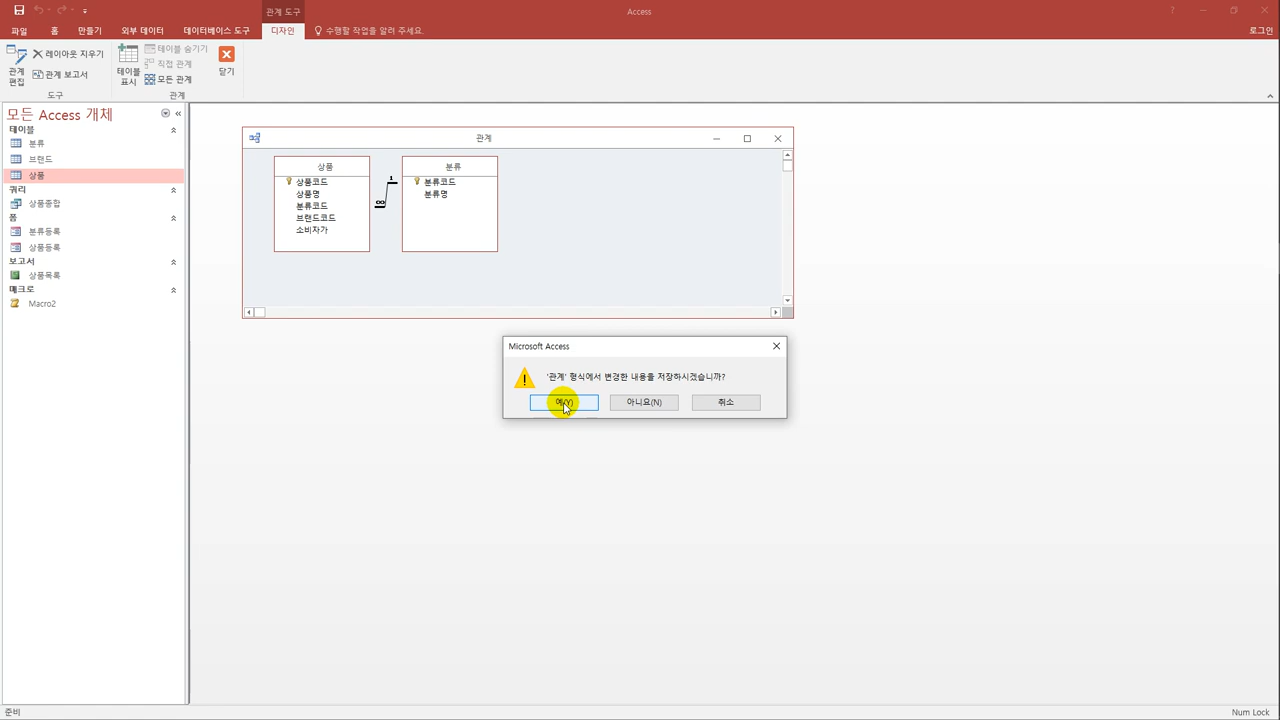 관계 도구
Access
파일
홈
만들기
외부 데이터
데이터베이스 도구
디자인
수행할 작업을 알려 주세요.
로그인
관계
편집
레이아웃 지우기
관계 보고서
도구
테이블
표시
테이블 숨기기
직접 관계
모든 관계
관계
닫기
모든 Access 개체
테이블
분류
브랜드
상품
쿼리
상품종합
폼
분류등록
상품등록
보고서
상품목록
매크로
Macro2
관계
상품
상품코드
상품명
분류코드
브랜드코드
소비자가
1
∞
분류
분류코드
분류명
Microsoft Access
'관계' 형식에서 변경한 내용을 저장하시겠습니까?
예(Y)
아니요(N)
취소
준비
Num Lock